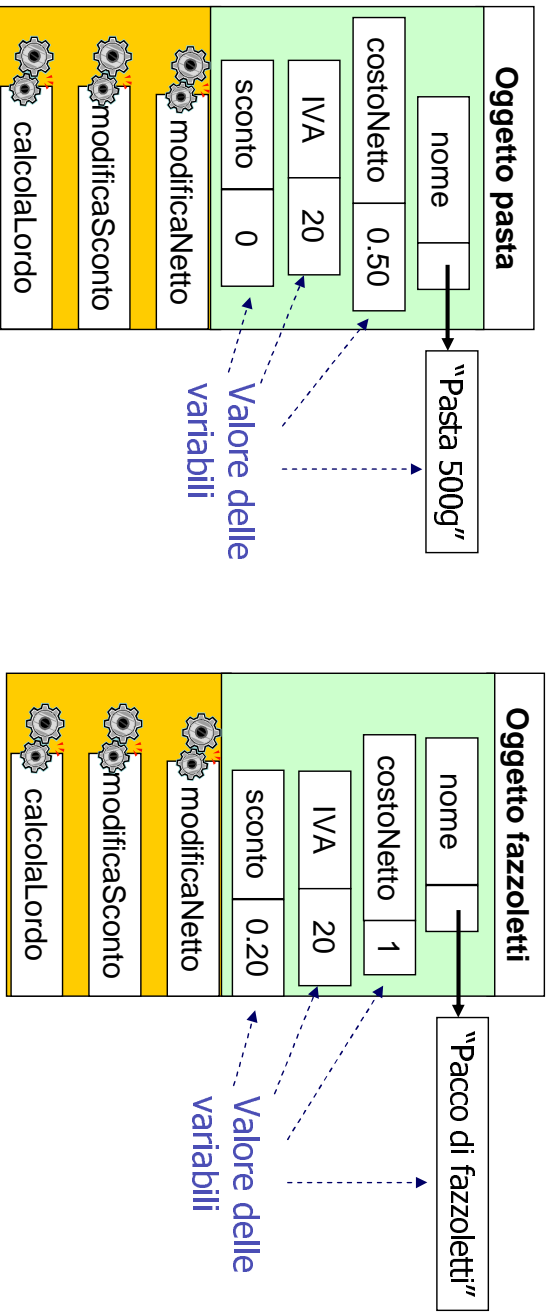 Oggetto pasta
nome
"Pasta 500g"
costoNetto 0.50
IVA 20
sconto 0
Valore delle
variabili
modificaNetto
modificaSconto
calcolaLordo
Oggetto fazzoletti
nome
"Pacco di fazzoletti"
costoNetto 1
IVA 20
sconto 0.20
Valore delle
variabili
modificaNetto
modificaSconto
calcolaLordo